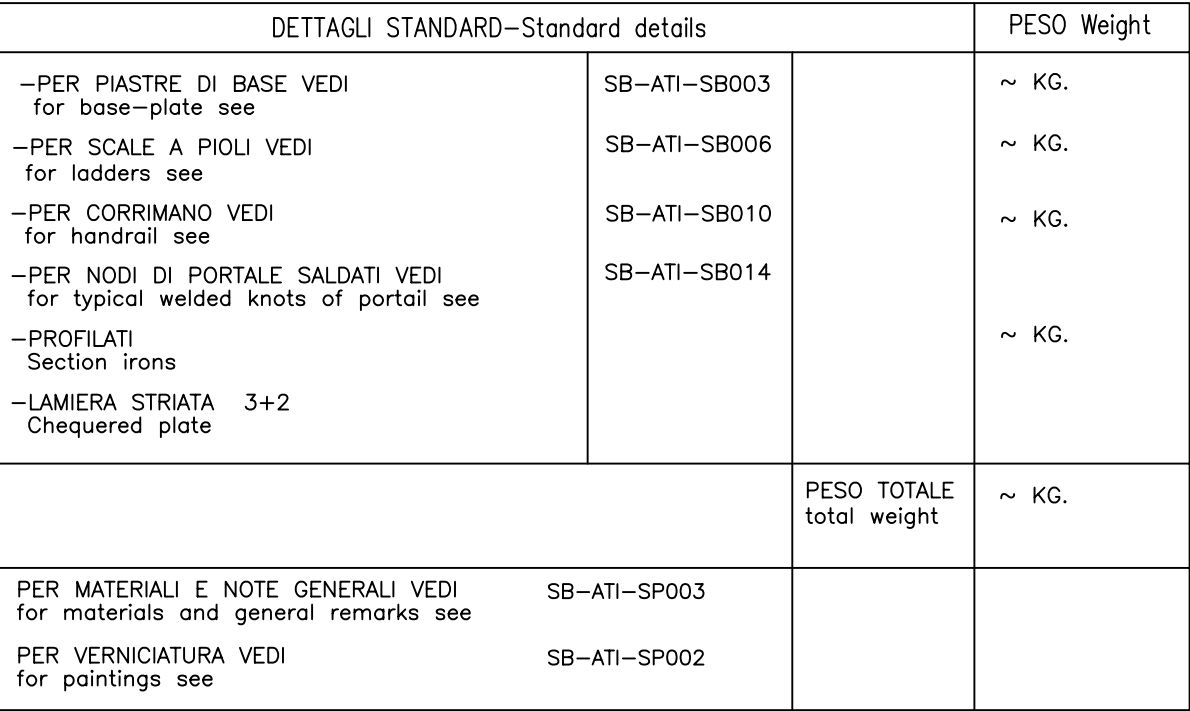 DETTAGLI STANDARD-Standard details PESO Weight
-PER PIASTRE DI BASE VEDI SB-ATI-SB003 ~ KG.
for base-plate see
-PER SCALE A PIOLI VEDI SB-ATI-SB006 ~ KG.
for ladders see
-PER CORRIMANO VEDI SB-ATI-SB010 ~ KG.
for handrail see
-PER NODI DI PORTALE SALDATI VEDI SB-ATI-SB014
for typical welded knots of portail see
-PROFILATI ~ KG.
Section irons
-LAMIERA STRIATA 3+2
Chequered plate
PESO TOTALE ~ KG.
total weight
PER MATERIALI E NOTE GENERALI VEDI SB-ATI-SP003
for materials and general remarks see
PER VERNICIATURA VEDI SB-ATI-SP002
for paintings see